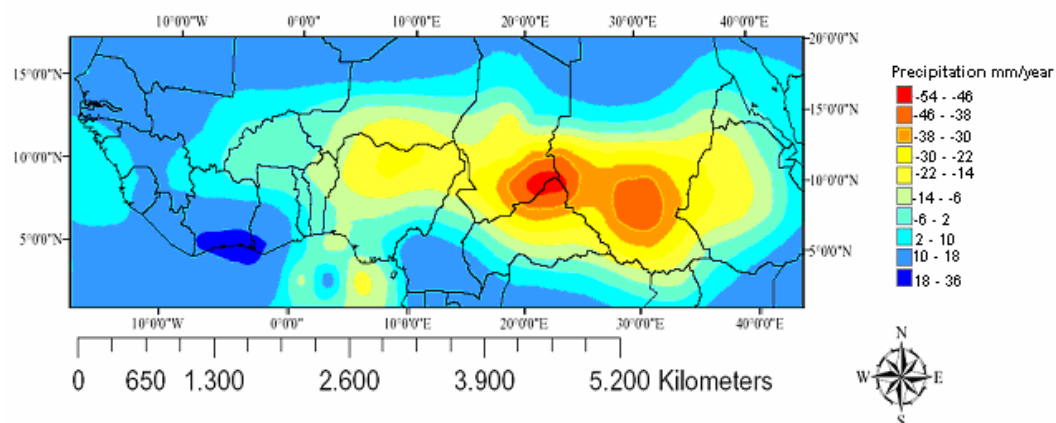 10°0'0"W 0°0'0 10°0'0"E 20°0'0"E 30°0'0"E 40°0'0"E
20°0'0"N
15°0'0"N
15°0'0"N
10°0'0"N
10°0'0"N
5°0'0"N
5°0'0"N
10°0'0"W 0°0'0" 10°0'0"E 20°0'0"E 30°0'0"E 40°0'0"E
Precipitation mm/year
-54 - -46
-46 - -38
-38 - -30
-30 - -22
-22 - -14
-14 - -6
-6 - 2
2 - 10
10 - 18
18 - 36
0 650 1.300 2.600 3.900 5.200 Kilometers
N
W E
S